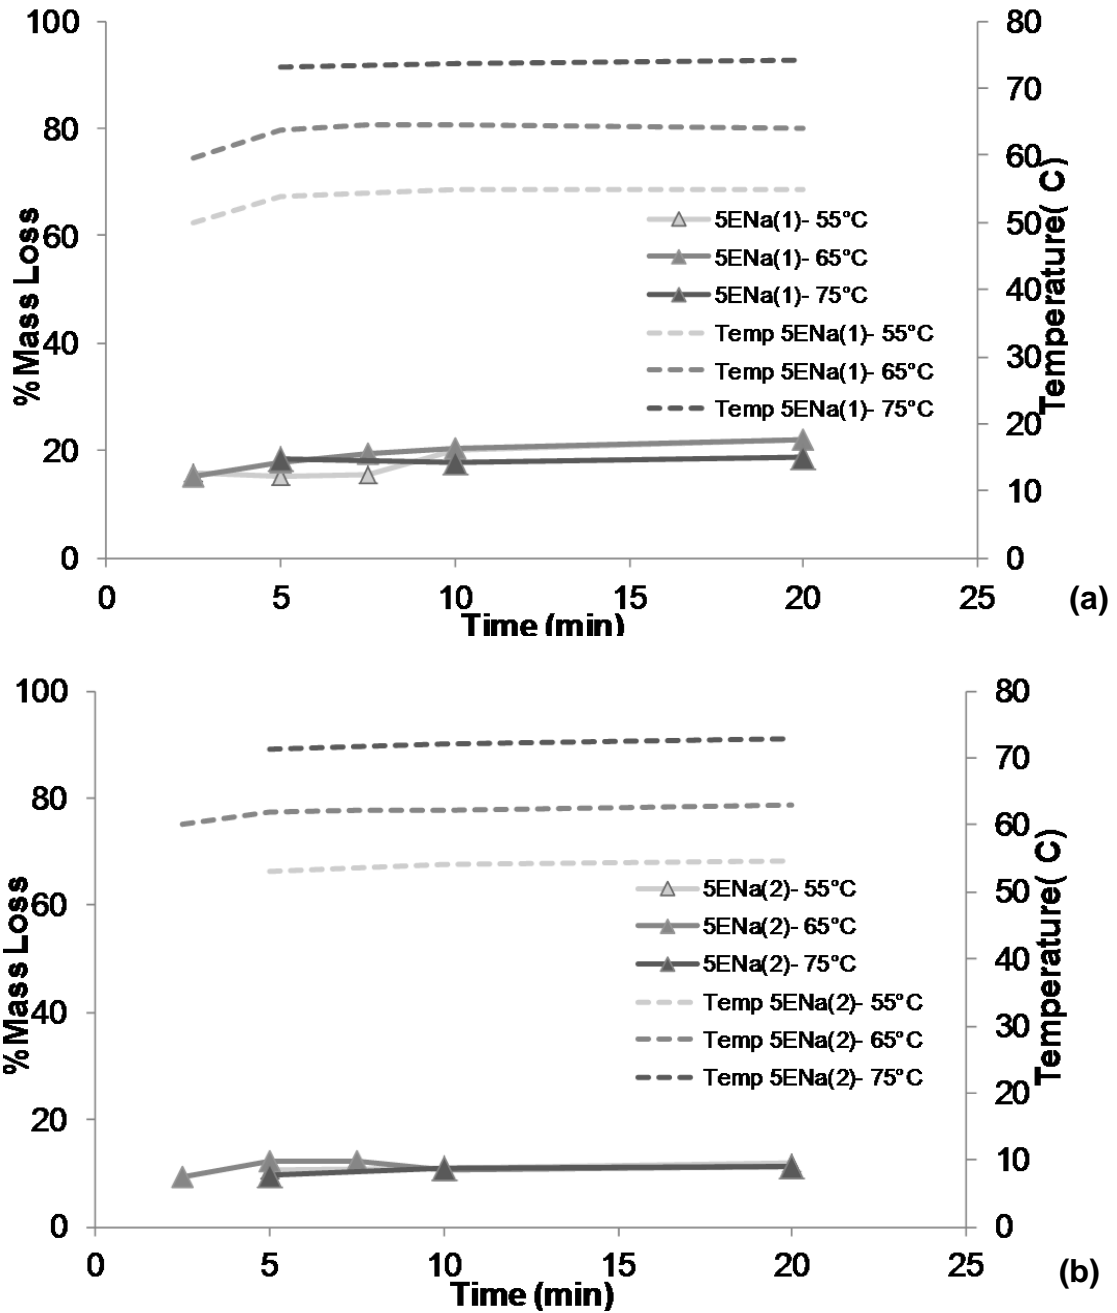 100
80
60
40
20
0
%Mass Loss
80
70
60
50
40
30
20
10
0
Temperature( C)
5ENa(1)- 55°C
5ENa(1)- 65°C
5ENa(1)- 75°C
Temp 5ENa(1)- 55°C
Temp 5ENa(1)- 65°C
Temp 5ENa(1)- 75°C
0 5 10 15 20 25
Time (min)
(a)
100
80
60
40
20
0
%Mass Loss
80
70
60
50
40
30
20
10
0
Temperature( C)
5ENa(2)- 55°C
5ENa(2)- 65°C
5ENa(2)- 75°C
Temp 5ENa(2)- 55°C
Temp 5ENa(2)- 65°C
Temp 5ENa(2)- 75°C
0 5 10 15 20 25
Time (min)
(b)